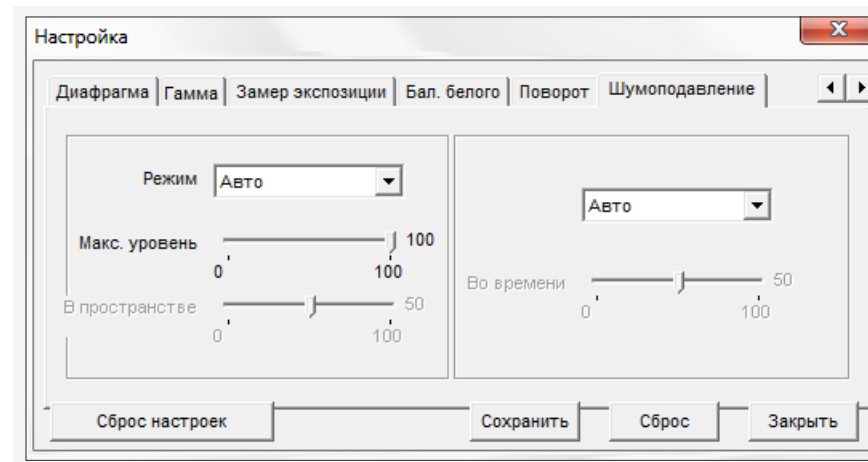 Настройка
Диафрагма Гамма Замер экспозиции Бал. белого Поворот Шумоподавление
Режим Авто
Макс. уровень 100
0 100
В пространстве 50
0 100
Авто
Во времени 50
0 100
Сброс настроек Сохранить Сброс Закрыть